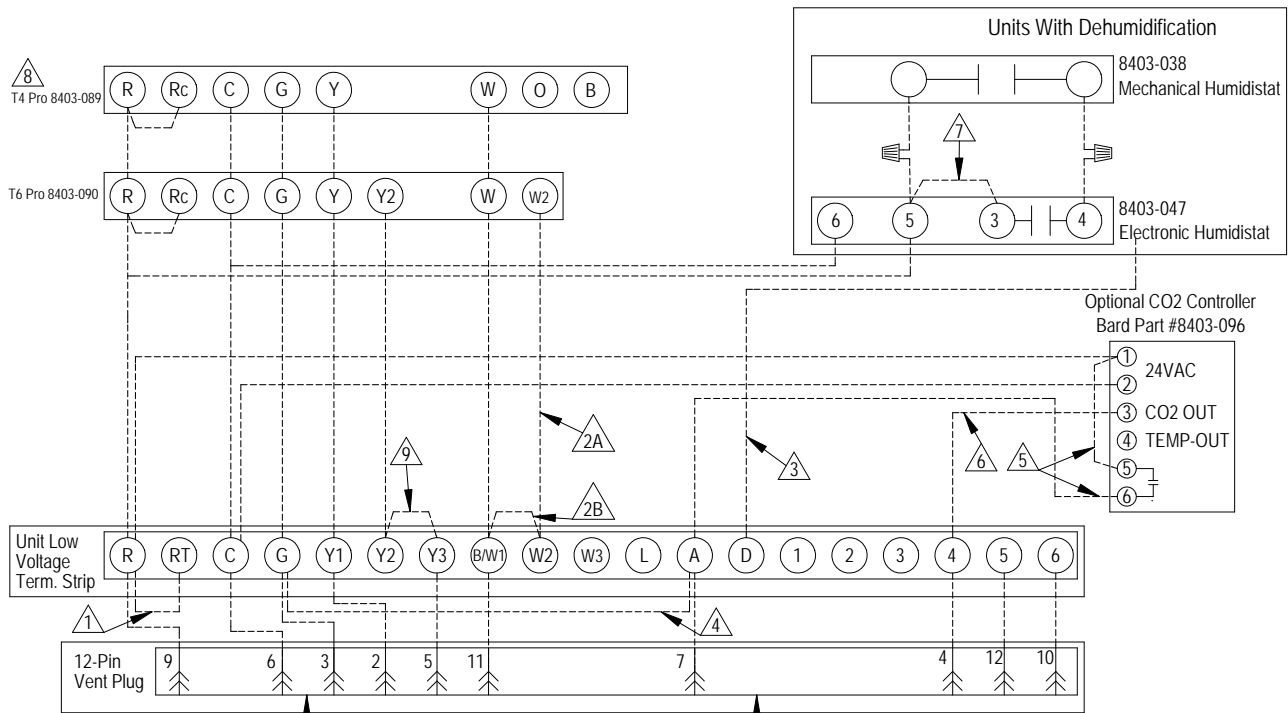 Units With Dehumidification
8403-038
Mechanical Humidistat
8
T4 Pro 8403-089
R Rc C G Y W O B
7
T6 Pro 8403-090
R Rc C G Y Y2 W W2
6 5 3 4
8403-047
Electronic Humidistat
Optional CO2 Controller
Bard Part #8403-096
1
24VAC
2
3 CO2 OUT
4 TEMP-OUT
5
6
2A
9
3
6
5
2B
Unit Low
Voltage
Term. Strip
R RT C G Y1 Y2 Y3 B/W1 W2 W3 L A D 1 2 3 4 5 6
1
4
12-Pin
Vent Plug
9 6 3 2 5 11 7 4 12 10